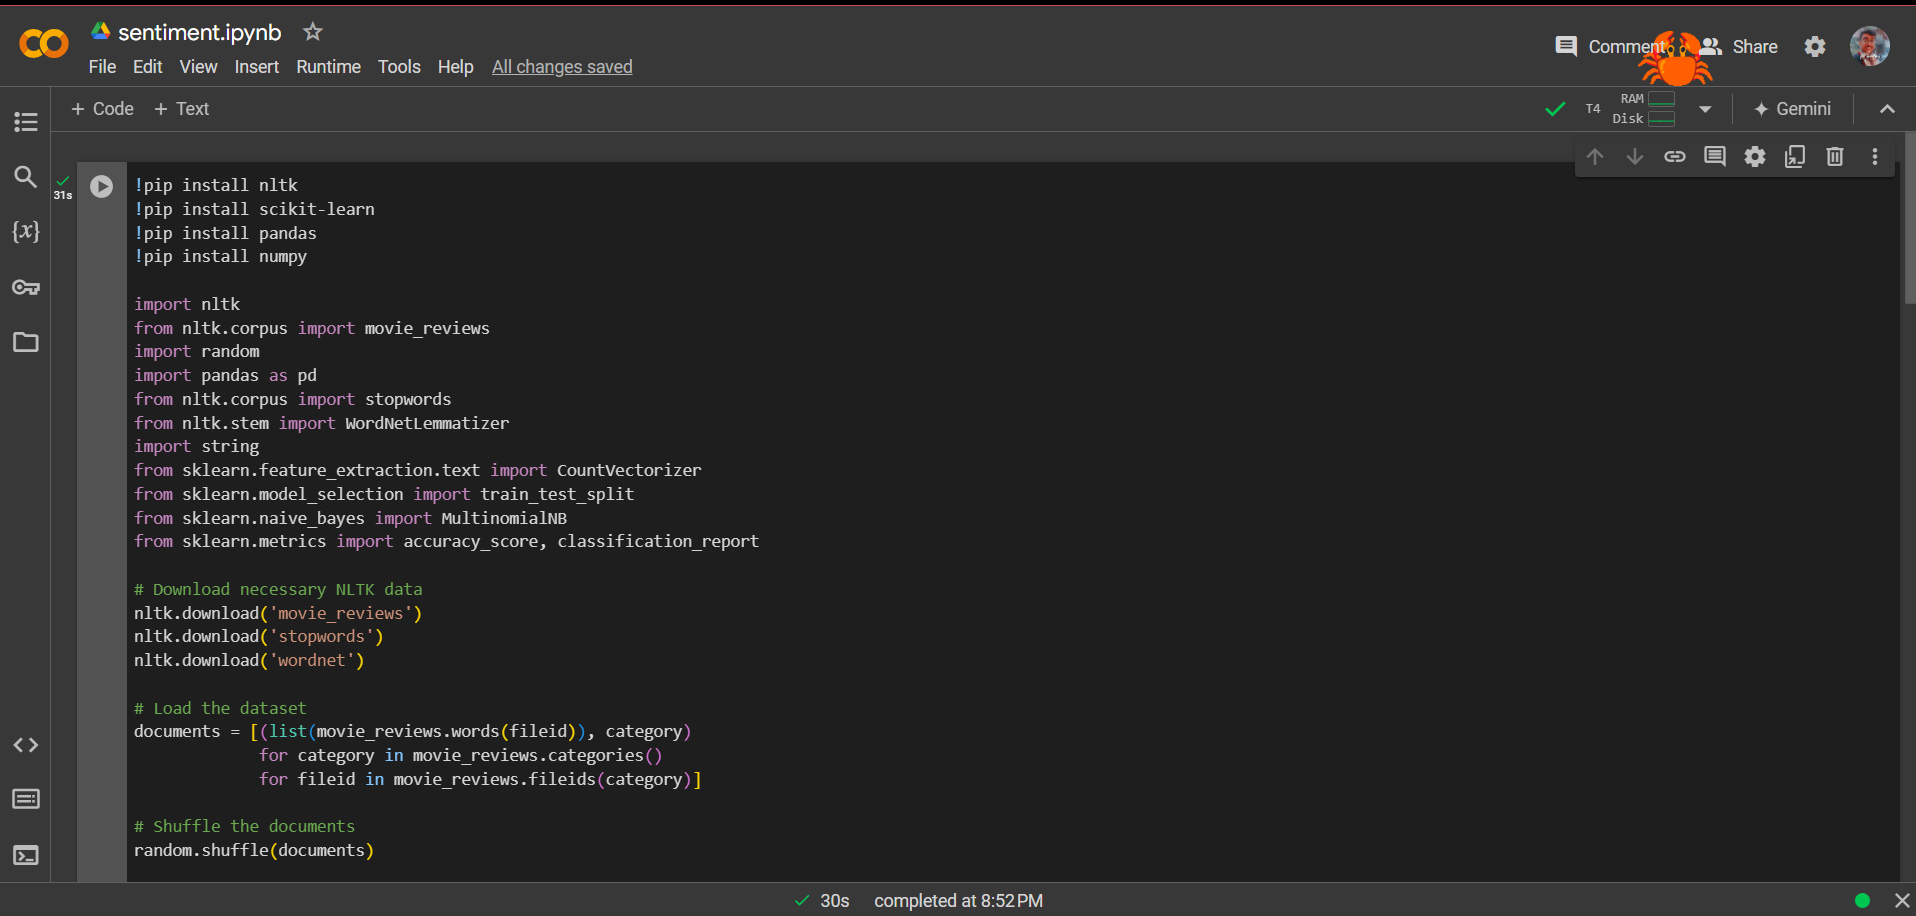 sentiment.ipynb
File Edit View Insert Runtime Tools Help All changes saved
Comment Share
+ Code + Text
T4 RAM Disk Gemini
31s
!pip install nltk
!pip install scikit-learn
!pip install pandas
!pip install numpy
import nltk
from nltk.corpus import movie_reviews
import random
import pandas as pd
from nltk.corpus import stopwords
from nltk.stem import WordNetLemmatizer
import string
from sklearn.feature_extraction.text import CountVectorizer
from sklearn.model_selection import train_test_split
from sklearn.naive_bayes import MultinomialNB
from sklearn.metrics import accuracy_score, classification_report
# Download necessary NLTK data
nltk.download('movie_reviews')
nltk.download('stopwords')
nltk.download('wordnet')
# Load the dataset
documents = [(list(movie_reviews.words(fileid)), category)
for category in movie_reviews.categories()
for fileid in movie_reviews.fileids(category)]
# Shuffle the documents
random.shuffle(documents)
30s completed at 8:52 PM